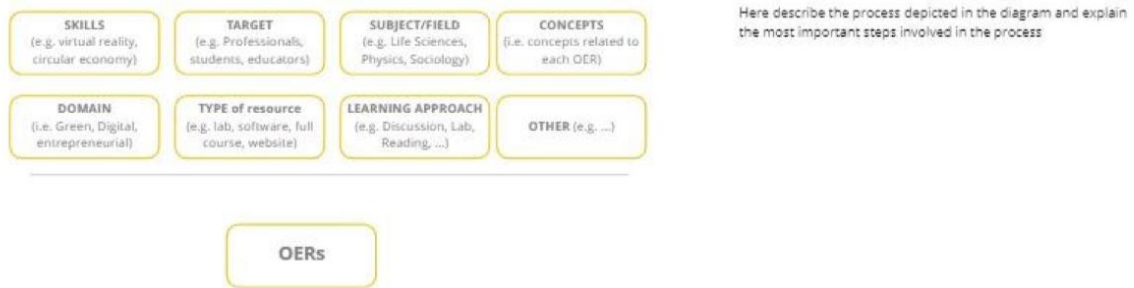 SKILLS
(e.g. virtual reality,
circular economy)
TARGET
(e.g. Professionals,
students, educators)
SUBJECT/FIELD
(e.g. Life Sciences,
Physics, Sociology)
CONCEPTS
(i.e. concepts related to
each OER)
DOMAIN
(i.e. Green, Digital,
entrepreneurial)
TYPE of resource
(e.g. lab, software, full
course, website)
LEARNING APPROACH
(e.g. Discussion, Lab,
Reading, ...)
OTHER (e.g. ...)
OERs
Here describe the process depicted in the diagram and explain
the most important steps involved in the process